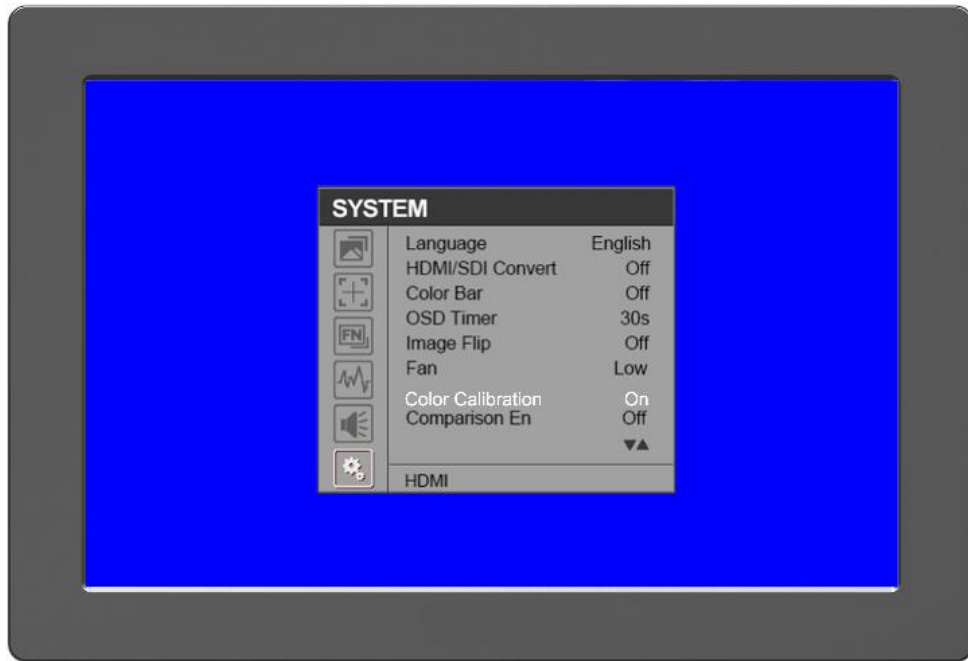 SYSTEM
Language English
HDMI/SDI Convert Off
Color Bar Off
OSD Timer 30s
FN
Image Flip Off
Fan Low
Color Calibration On
Comparison En Off
HDMI